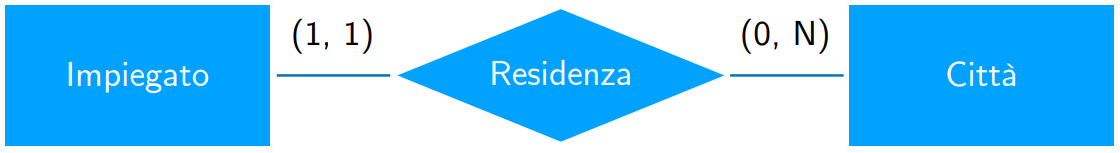 (1, 1) (0, N)
Impiegato Residenza Città